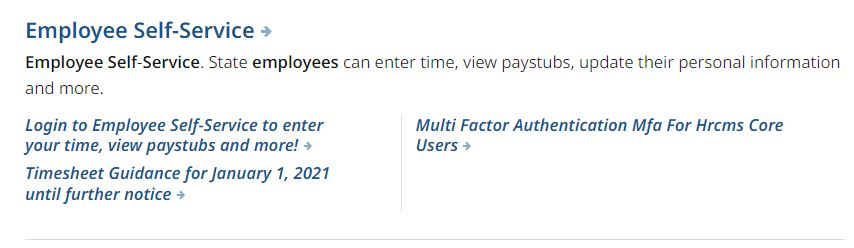 Employee Self-Service
Employee Self-Service. State employees can enter time, view paystubs, update their personal information
and more.
Login to Employee Self-Service to enter
your time, view paystubs and more!
Timesheet Guidance for January 1, 2021
until further notice
Multi Factor Authentication Mfa For Hrcms Core
Users